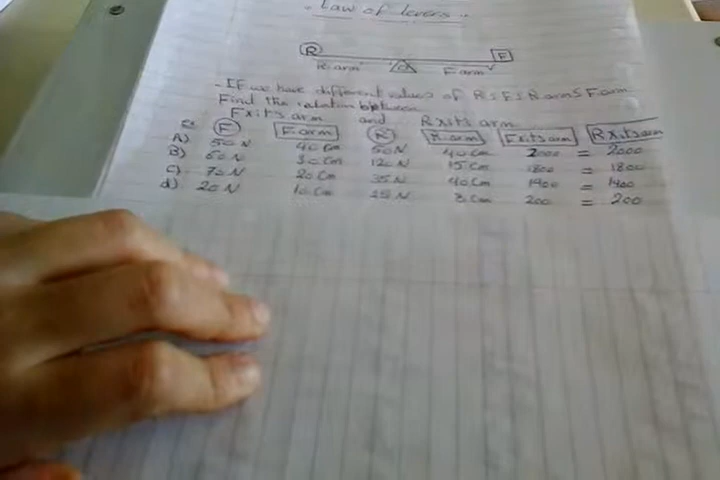 Law of levers
R F
R arm F arm
- If we have different values of R & F & R arm & F arm
Find the relation between
F x its arm and R x its arm
F F arm R R arm F x its arm R x its arm
A) 50 N 40 Cm 50 N 40 Cm 2000 = 2000
B) 60 N 30 Cm 120 N 15 Cm 1800 = 1800
C) 70 N 20 Cm 35 N 40 Cm 1400 = 1400
d) 20 N 10 Cm 25 N 8 Cm 200 = 200